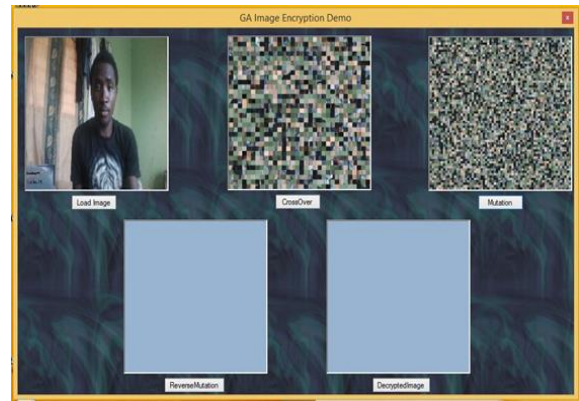 GA Image Encryption Demo
x
Load Image
CrossOver
Mutation
ReverseMutation
DecryptedImage